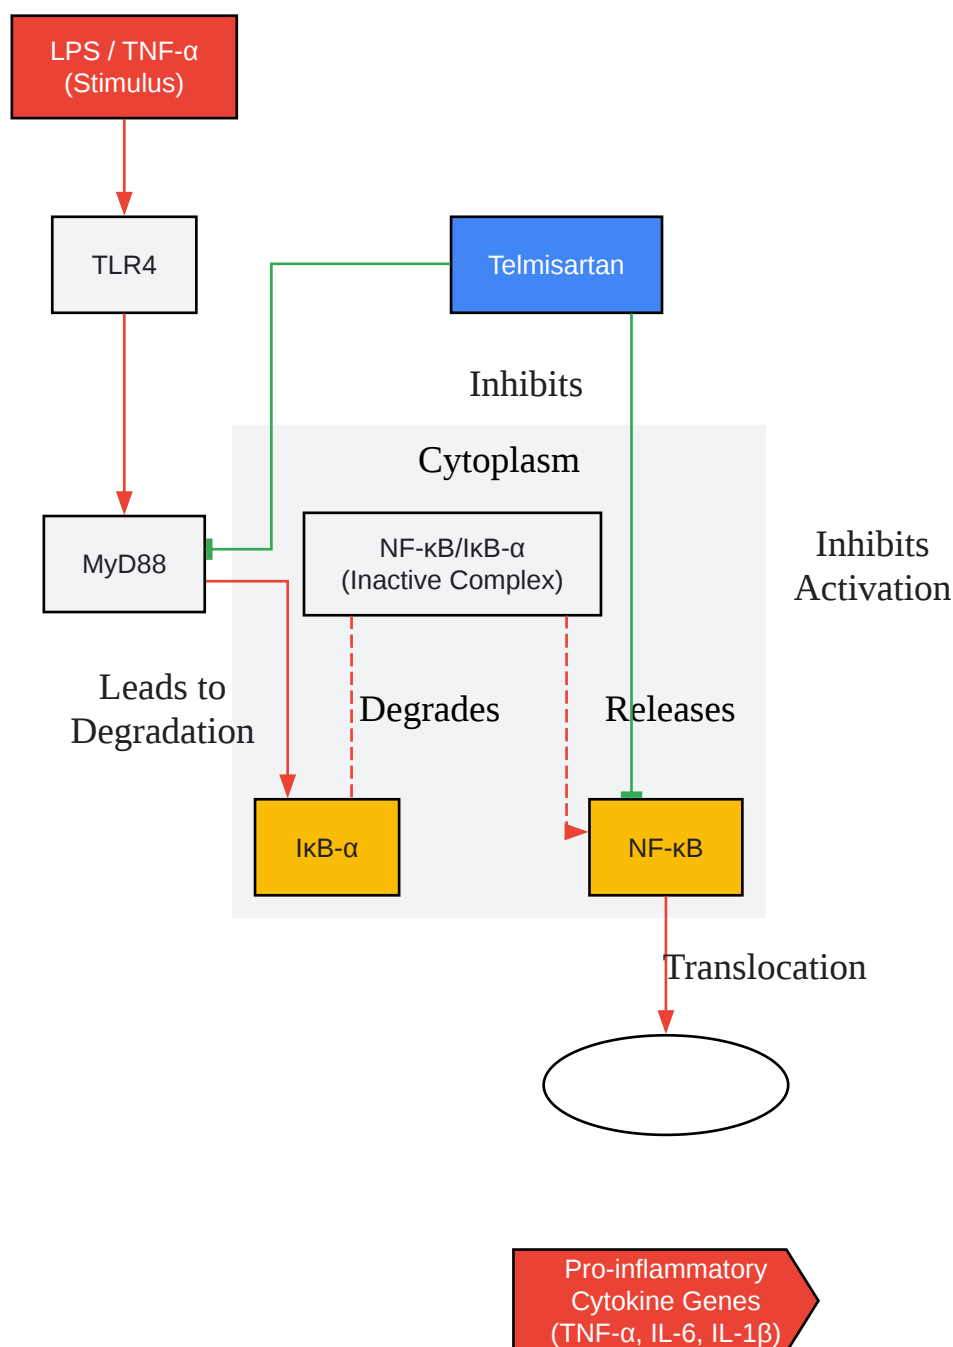 LPS / TNF-α
(Stimulus)
TLR4
Telmisartan
Inhibits
Cytoplasm
MyD88
NF-κB/IκB-α
(Inactive Complex)
Inhibits
Activation
Leads to
Degradation
Degrades
Releases
IκB-α
NF-κB
Translocation
Pro-inflammatory
Cytokine Genes
(TNF-α, IL-6, IL-1β)